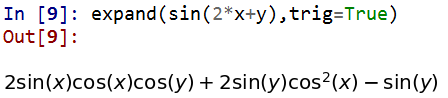 In [9]: expand(sin(2*x+y),trig=True)
Out[9]:
2sin(x)cos(x)cos(y) + 2sin(y)cos²(x) − sin(y)